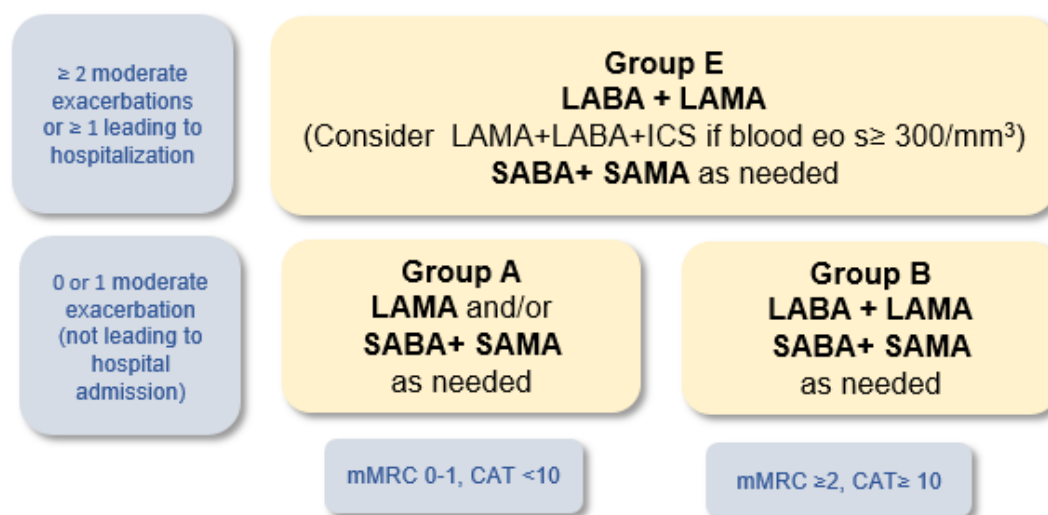 ≥ 2 moderate
exacerbations
or ≥ 1 leading to
hospitalization
Group E
LABA + LAMA
(Consider LAMA+LABA+ICS if blood eo s≥ 300/mm³)
SABA+ SAMA as needed
0 or 1 moderate
exacerbation
(not leading to
hospital
admission)
Group A
LAMA and/or
SABA+ SAMA
as needed
Group B
LABA + LAMA
SABA+ SAMA
as needed
mMRC 0-1, CAT <10
mMRC ≥2, CAT≥ 10